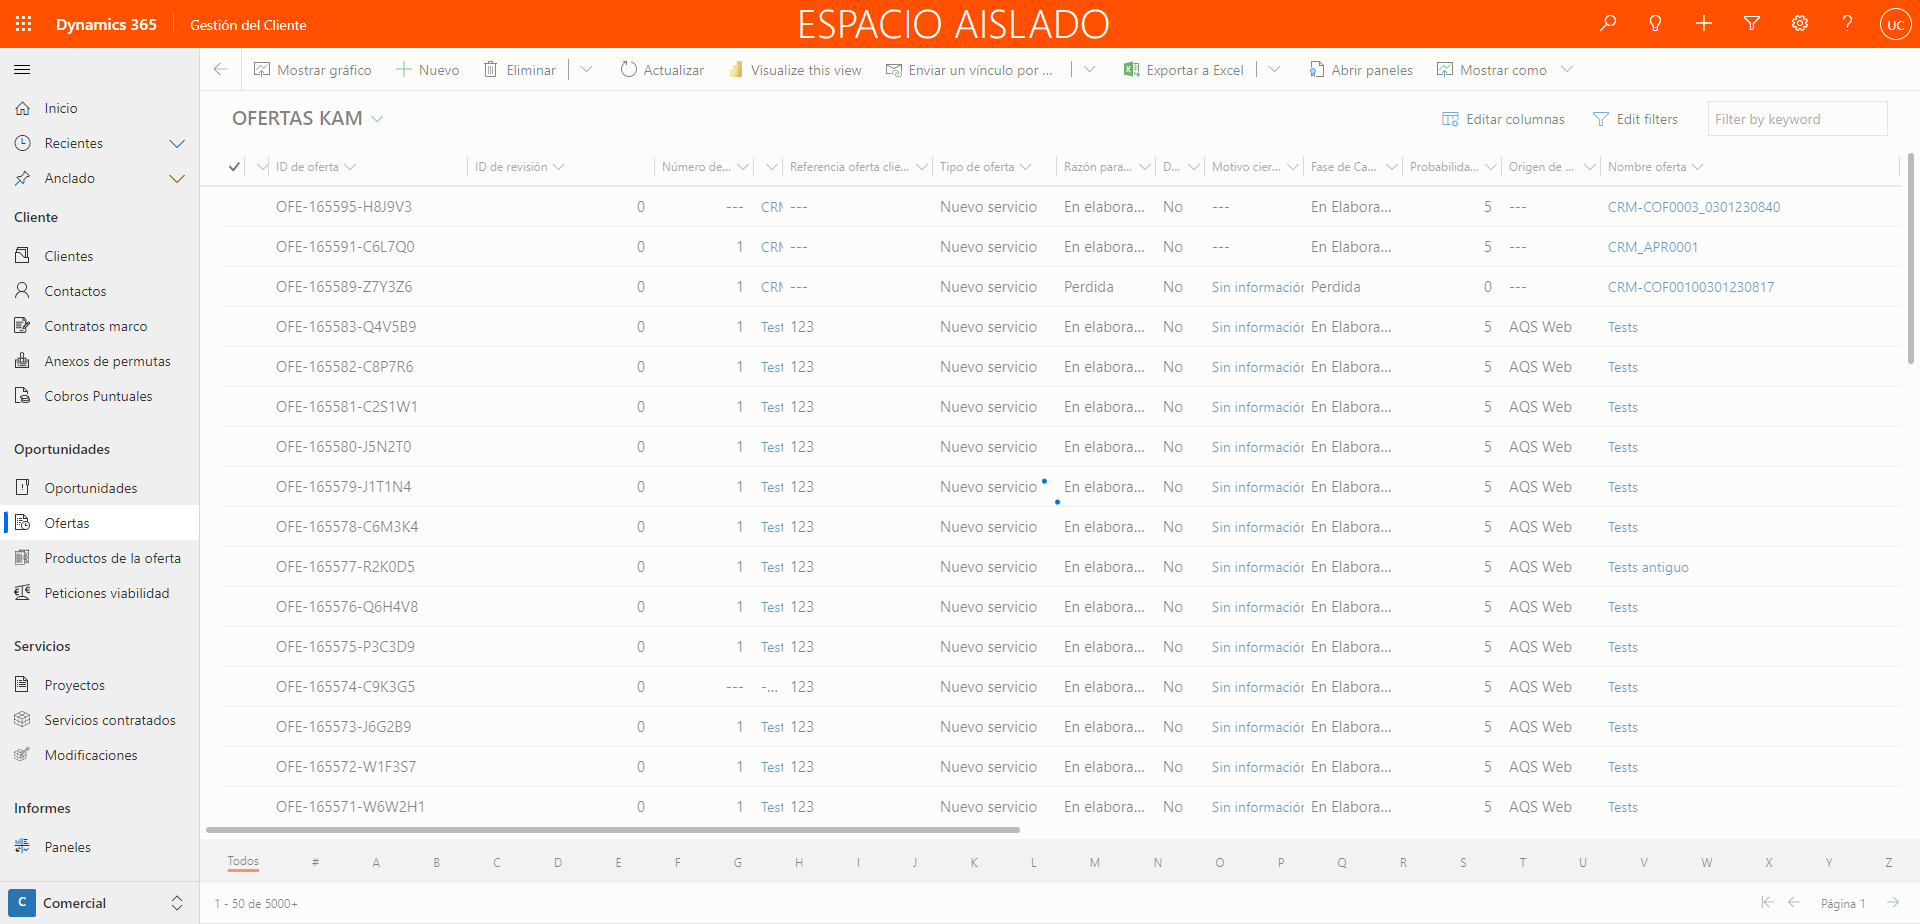 Dynamics 365 Gestión del Cliente ESPACIO AISLADO UC
Mostrar gráfico Nuevo Eliminar Actualizar Visualize this view Enviar un vínculo por ... Exportar a Excel Abrir paneles Mostrar como
Inicio
Recientes
Anclado
Cliente
Clientes
Contactos
Contratos marco
Anexos de permutas
Cobros Puntuales
Oportunidades
Oportunidades
Ofertas
Productos de la oferta
Peticiones viabilidad
Servicios
Proyectos
Servicios contratados
Modificaciones
Informes
Paneles
C Comercial
OFERTAS KAM Editar columnas Edit filters Filter by keyword
ID de oferta ID de revisión Número de... Referencia oferta clie... Tipo de oferta Razón para... D... Motivo cier... Fase de Ca... Probabilida... Origen de ... Nombre oferta
OFE-165595-H8J9V3 0 --- CRM --- Nuevo servicio En elabora... No --- En Elabora... 5 --- CRM-COF0003_0301230840
OFE-165591-C6L7Q0 0 1 CRM --- Nuevo servicio En elabora... No --- En Elabora... 5 --- CRM_APR0001
OFE-165589-Z7Y3Z6 0 1 CRM --- Nuevo servicio Perdida No Sin información Perdida 0 --- CRM-COF00100301230817
OFE-165583-Q4V5B9 0 1 Test 123 Nuevo servicio En elabora... No Sin información En Elabora... 5 AQS Web Tests
OFE-165582-C8P7R6 0 1 Test 123 Nuevo servicio En elabora... No Sin información En Elabora... 5 AQS Web Tests
OFE-165581-C2S1W1 0 1 Test 123 Nuevo servicio En elabora... No Sin información En Elabora... 5 AQS Web Tests
OFE-165580-J5N2T0 0 1 Test 123 Nuevo servicio En elabora... No Sin información En Elabora... 5 AQS Web Tests
OFE-165579-J1T1N4 0 1 Test 123 Nuevo servicio En elabora... No Sin información En Elabora... 5 AQS Web Tests
OFE-165578-C6M3K4 0 1 Test 123 Nuevo servicio En elabora... No Sin información En Elabora... 5 AQS Web Tests
OFE-165577-R2K0D5 0 1 Test 123 Nuevo servicio En elabora... No Sin información En Elabora... 5 AQS Web Tests antiguo
OFE-165576-Q6H4V8 0 1 Test 123 Nuevo servicio En elabora... No Sin información En Elabora... 5 AQS Web Tests
OFE-165575-P3C3D9 0 1 Test 123 Nuevo servicio En elabora... No Sin información En Elabora... 5 AQS Web Tests
OFE-165574-C9K3G5 0 --- -... 123 Nuevo servicio En elabora... No Sin información En Elabora... 5 AQS Web Tests
OFE-165573-J6G2B9 0 1 Test 123 Nuevo servicio En elabora... No Sin información En Elabora... 5 AQS Web Tests
OFE-165572-W1F3S7 0 1 Test 123 Nuevo servicio En elabora... No Sin información En Elabora... 5 AQS Web Tests
OFE-165571-W6W2H1 0 1 Test 123 Nuevo servicio En elabora... No Sin información En Elabora... 5 AQS Web Tests
Todos # A B C D E F G H I J K L M N O P Q R S T U V W X Y Z
1 - 50 de 5000+ Página 1